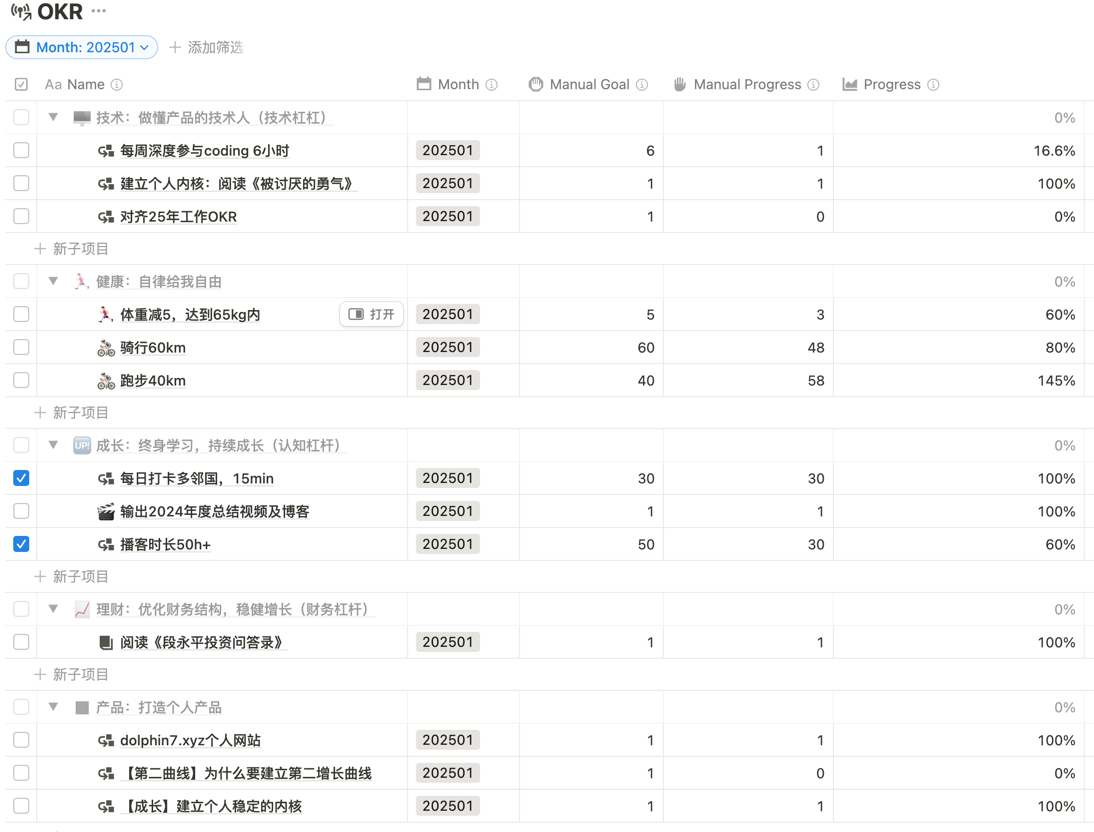 OKR ...
Month: 202501 添加筛选
Aa Name Month Manual Goal Manual Progress Progress
技术：做懂产品的技术人（技术杠杠） 0%
每周深度参与coding 6小时 202501 6 1 16.6%
建立个人内核：阅读《被讨厌的勇气》 202501 1 1 100%
对齐25年工作OKR 202501 1 0 0%
新子项目
健康：自律给我自由 0%
体重减5，达到65kg内 打开 202501 5 3 60%
骑行60km 202501 60 48 80%
跑步40km 202501 40 58 145%
新子项目
UP! 成长：终身学习，持续成长（认知杠杆） 0%
每日打卡多邻国，15min 202501 30 30 100%
输出2024年度总结视频及博客 202501 1 1 100%
播客时长50h+ 202501 50 30 60%
新子项目
理财：优化财务结构，稳健增长（财务杠杆） 0%
阅读《段永平投资问答录》 202501 1 1 100%
新子项目
产品：打造个人产品 0%
dolphin7.xyz个人网站 202501 1 1 100%
【第二曲线】为什么要建立第二增长曲线 202501 1 0 0%
【成长】建立个人稳定的内核 202501 1 1 100%